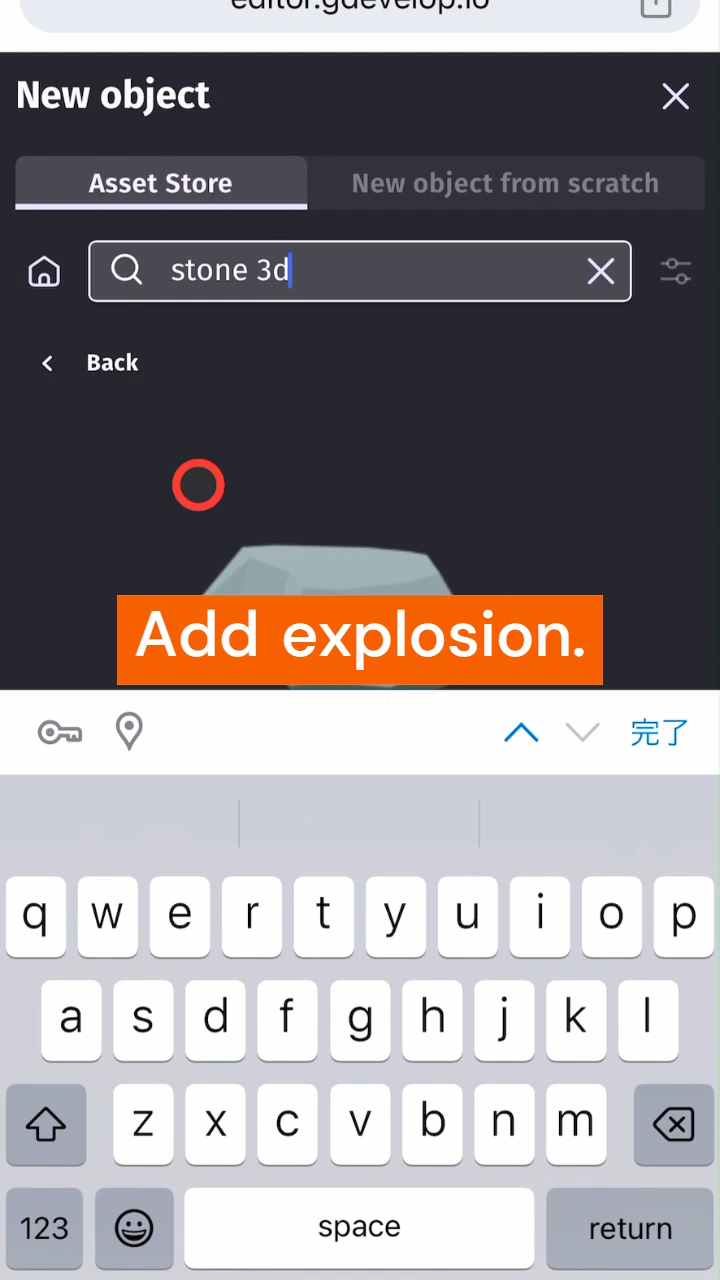 editor.gdevelop.io
New object
Asset Store
New object from scratch
stone 3d
Back
Add explosion.
完了
q w e r t y u i o p
a s d f g h j k l
z x c v b n m
123 space return